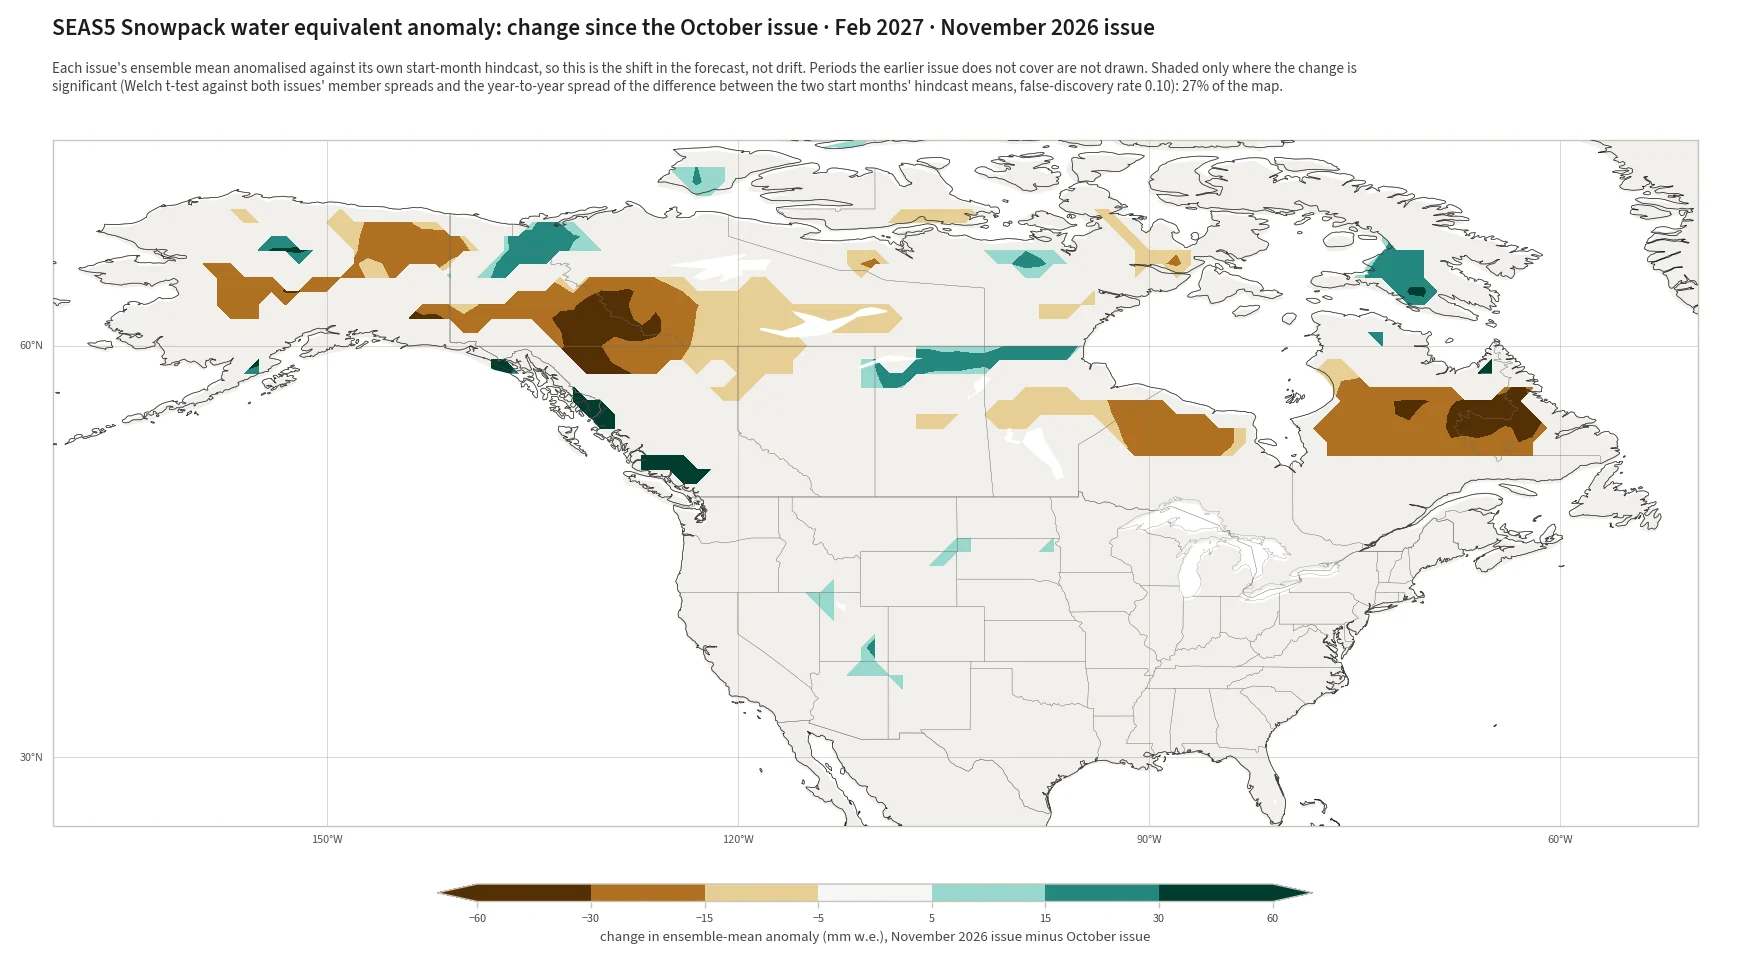 SEAS5 Snowpack water equivalent anomaly: change since the October issue · Feb 2027 · November 2026 issue
Each issue's ensemble mean anomalised against its own start-month hindcast, so this is the shift in the forecast, not drift. Periods the earlier issue does not cover are not drawn. Shaded only where the change is
significant (Welch t-test against both issues' member spreads and the year-to-year spread of the difference between the two start months' hindcast means, false-discovery rate 0.10): 27% of the map.
60°N
30°N
150°W 120°W 90°W 60°W
−60 −30 −15 −5 5 15 30 60
change in ensemble-mean anomaly (mm w.e.), November 2026 issue minus October issue